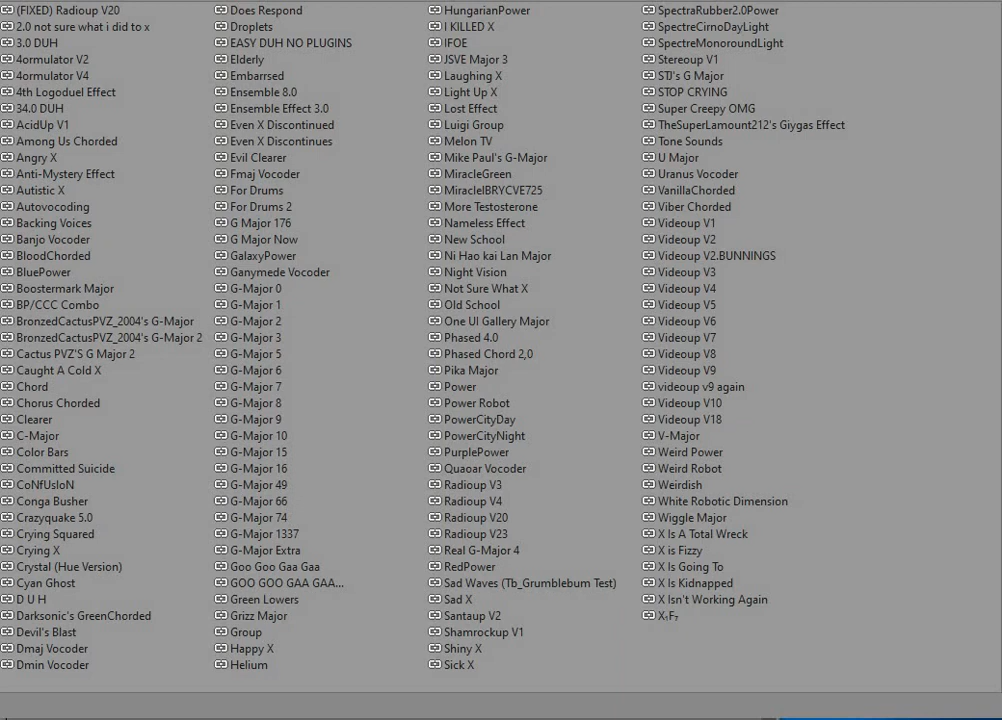 (FIXED) Radioup V20
2.0 not sure what i did to x
3.0 DUH
4ormulator V2
4ormulator V4
4th Logoduel Effect
34.0 DUH
AcidUp V1
Among Us Chorded
Angry X
Anti-Mystery Effect
Autistic X
Autovocoding
Backing Voices
Banjo Vocoder
BloodChorded
BluePower
Boostermark Major
BP/CCC Combo
BronzedCactusPVZ_2004's G-Major
BronzedCactusPVZ_2004's G-Major 2
Cactus PVZ'S G Major 2
Caught A Cold X
Chord
Chorus Chorded
Clearer
C-Major
Color Bars
Committed Suicide
CoNfUsIoN
Conga Busher
Crazyquake 5.0
Crying Squared
Crying X
Crystal (Hue Version)
Cyan Ghost
D U H
Darksonic's GreenChorded
Devil's Blast
Dmaj Vocoder
Dmin Vocoder
Does Respond
Droplets
EASY DUH NO PLUGINS
Elderly
Embarrsed
Ensemble 8.0
Ensemble Effect 3.0
Even X Discontinued
Even X Discontinues
Evil Clearer
Fmaj Vocoder
For Drums
For Drums 2
G Major 176
G Major Now
GalaxyPower
Ganymede Vocoder
G-Major 0
G-Major 1
G-Major 2
G-Major 3
G-Major 5
G-Major 6
G-Major 7
G-Major 8
G-Major 9
G-Major 10
G-Major 15
G-Major 16
G-Major 49
G-Major 66
G-Major 74
G-Major 1337
G-Major Extra
Goo Goo Gaa Gaa
GOO GOO GAA GAA...
Green Lowers
Grizz Major
Group
Happy X
Helium
HungarianPower
I KILLED X
IFOE
JSVE Major 3
Laughing X
Light Up X
Lost Effect
Luigi Group
Melon TV
Mike Paul's G-Major
MiracleGreen
MiracleIBRYCVE725
More Testosterone
Nameless Effect
New School
Ni Hao kai Lan Major
Night Vision
Not Sure What X
Old School
One UI Gallery Major
Phased 4.0
Phased Chord 2,0
Pika Major
Power
Power Robot
PowerCityDay
PowerCityNight
PurplePower
Quaoar Vocoder
Radioup V3
Radioup V4
Radioup V20
Radioup V23
Real G-Major 4
RedPower
Sad Waves (Tb_Grumblebum Test)
Sad X
Santaup V2
Shamrockup V1
Shiny X
Sick X
SpectraRubber2.0Power
SpectreCirnoDayLight
SpectreMonoroundLight
Stereoup V1
STJ's G Major
STOP CRYING
Super Creepy OMG
TheSuperLamount212's Giygas Effect
Tone Sounds
U Major
Uranus Vocoder
VanillaChorded
Viber Chorded
Videoup V1
Videoup V2
Videoup V2.BUNNINGS
Videoup V3
Videoup V4
Videoup V5
Videoup V6
Videoup V7
Videoup V8
Videoup V9
videoup v9 again
Videoup V10
Videoup V18
V-Major
Weird Power
Weird Robot
Weirdish
White Robotic Dimension
Wiggle Major
X Is A Total Wreck
X is Fizzy
X Is Going To
X Is Kidnapped
X Isn't Working Again